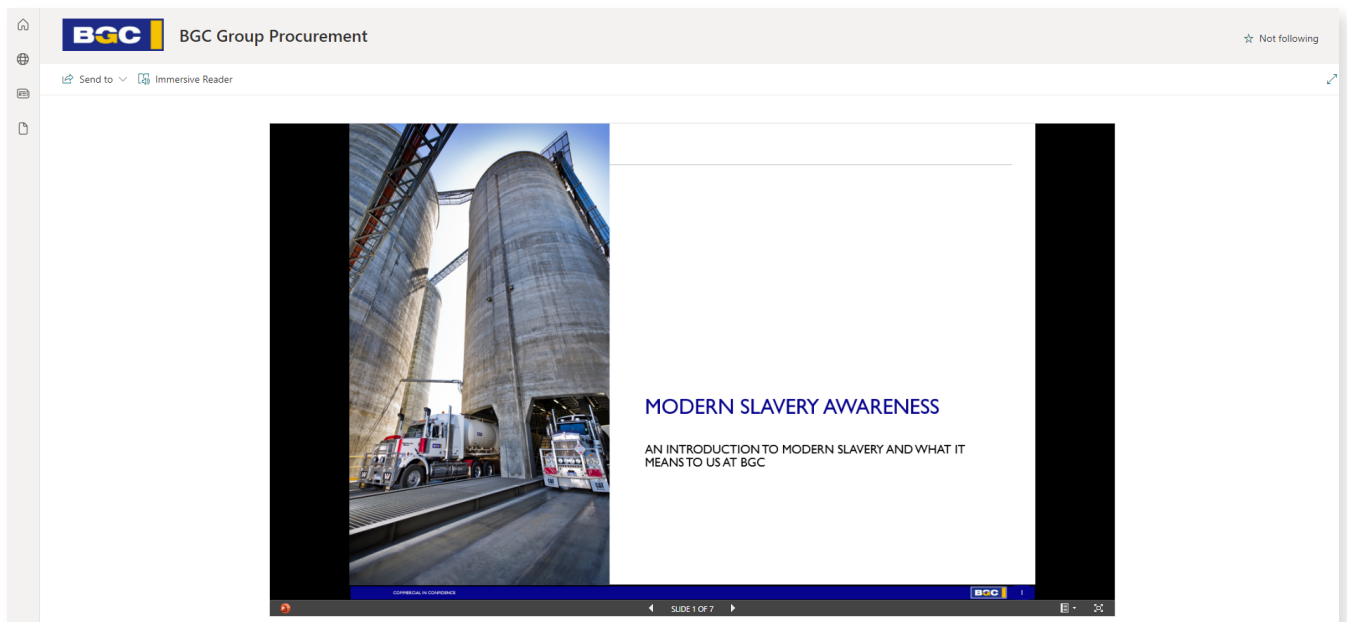 BGC
BGC Group Procurement
Not following
Send to
Immersive Reader
MODERN SLAVERY AWARENESS
AN INTRODUCTION TO MODERN SLAVERY AND WHAT IT
MEANS TO US AT BGC
COMMERCIAL IN CONFIDENCE
BGC
1
SLIDE 1 OF 7